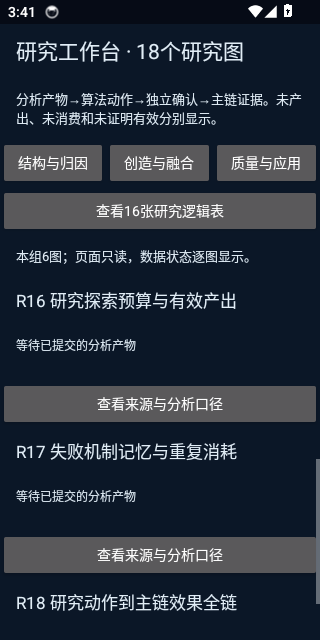 3:41
研究工作台 · 18个研究图
分析产物→算法动作→独立确认→主链证据。未产
出、未消费和未证明有效分别显示。
结构与归因
创造与融合
质量与应用
查看16张研究逻辑表
本组6图；页面只读，数据状态逐图显示。
R16 研究探索预算与有效产出
等待已提交的分析产物
查看来源与分析口径
R17 失败机制记忆与重复消耗
等待已提交的分析产物
查看来源与分析口径
R18 研究动作到主链效果全链